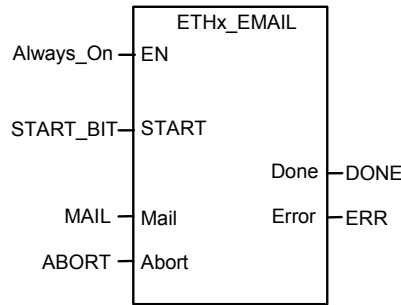 ETHx_EMAIL
Always_On EN
START_BIT START
Done DONE
MAIL Mail Error ERR
ABORT Abort